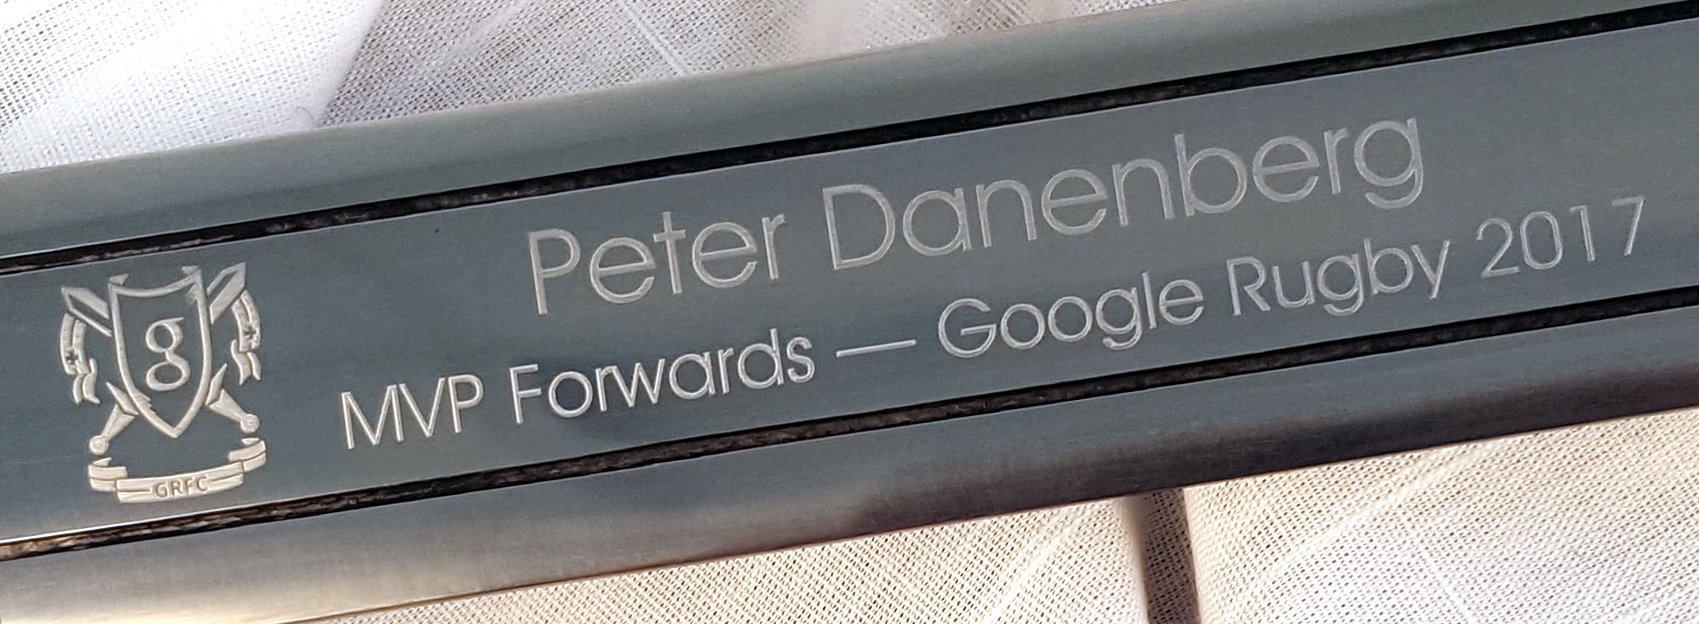 g
GRFC
Peter Danenberg
MVP Forwards — Google Rugby 2017